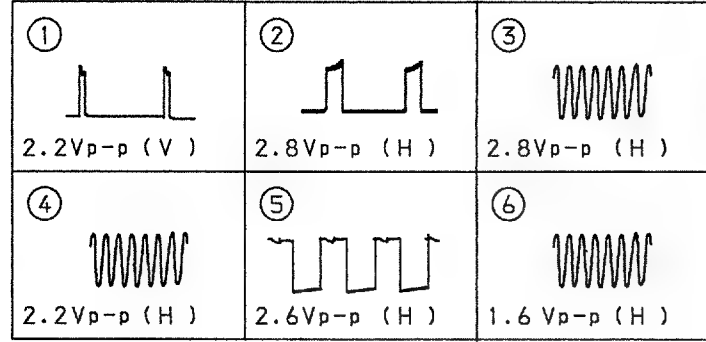 ① ② ③
2.2Vp-p (V) 2.8Vp-p (H) 2.8Vp-p (H)
④ ⑤ ⑥
2.2Vp-p (H) 2.6Vp-p (H) 1.6 Vp-p (H)